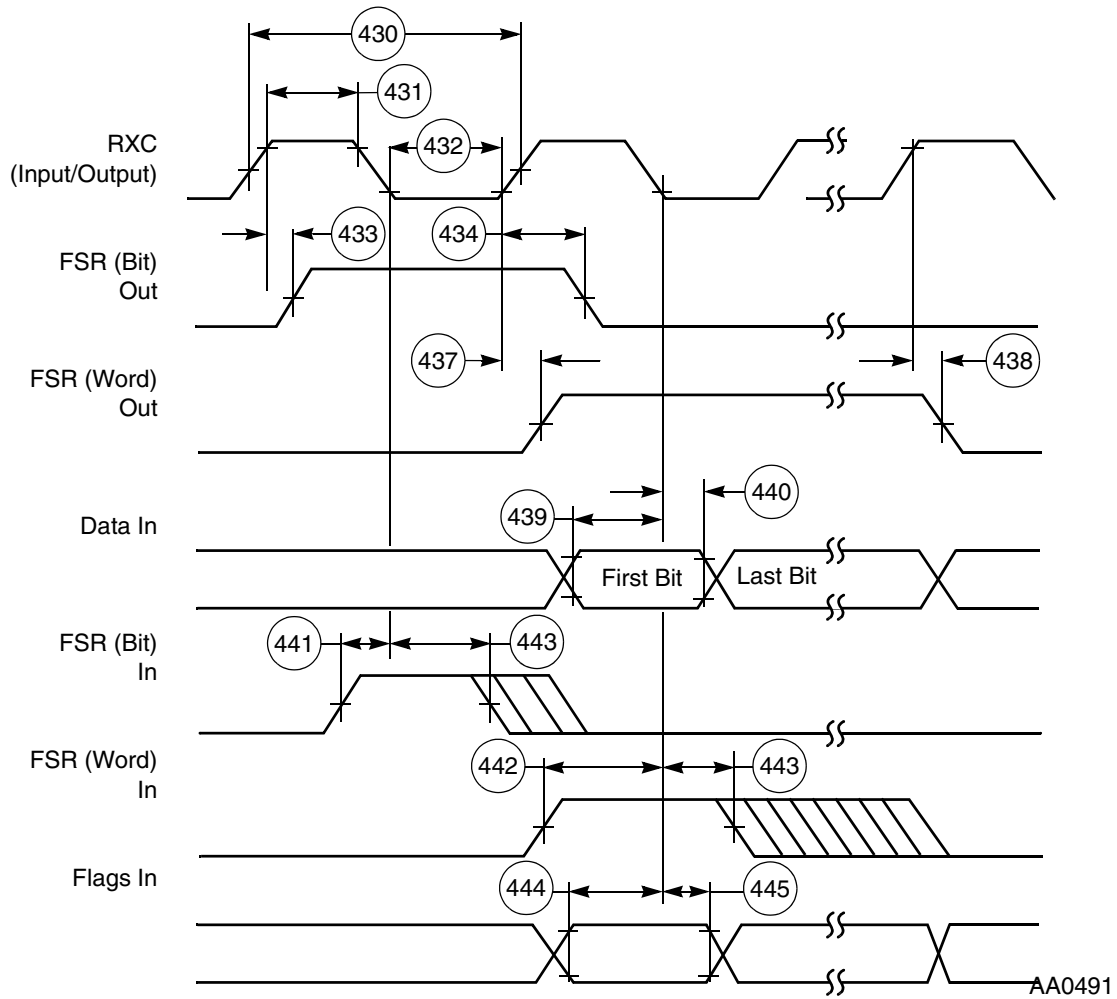 430
431
RXC
(Input/Output)
432
433
434
FSR (Bit)
Out
437
438
FSR (Word)
Out
440
439
Data In
First Bit
Last Bit
441
443
FSR (Bit)
In
442
443
FSR (Word)
In
444
445
Flags In
AA0491